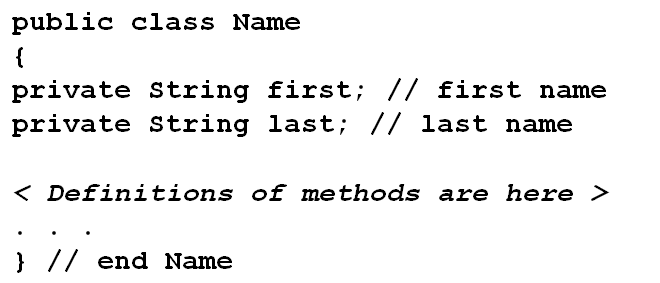 public class Name
{
private String first; // first name
private String last; // last name
< Definitions of methods are here >
. . .
} // end Name